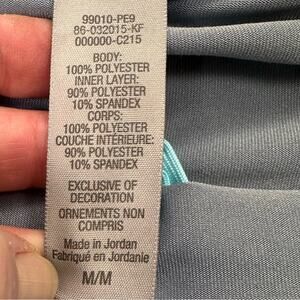 99010-PE9
86-032015-KF
000000-C215
BODY:
100% POLYESTER
INNER LAYER:
90% POLYESTER
10% SPANDEX
CORPS:
100% POLYESTER
COUCHE INTÉRIEURE:
90% POLYESTER
10% SPANDEX
EXCLUSIVE OF
DECORATION
ORNEMENTS NON
COMPRIS
Made in Jordan
Fabriqué en Jordanie
M/M